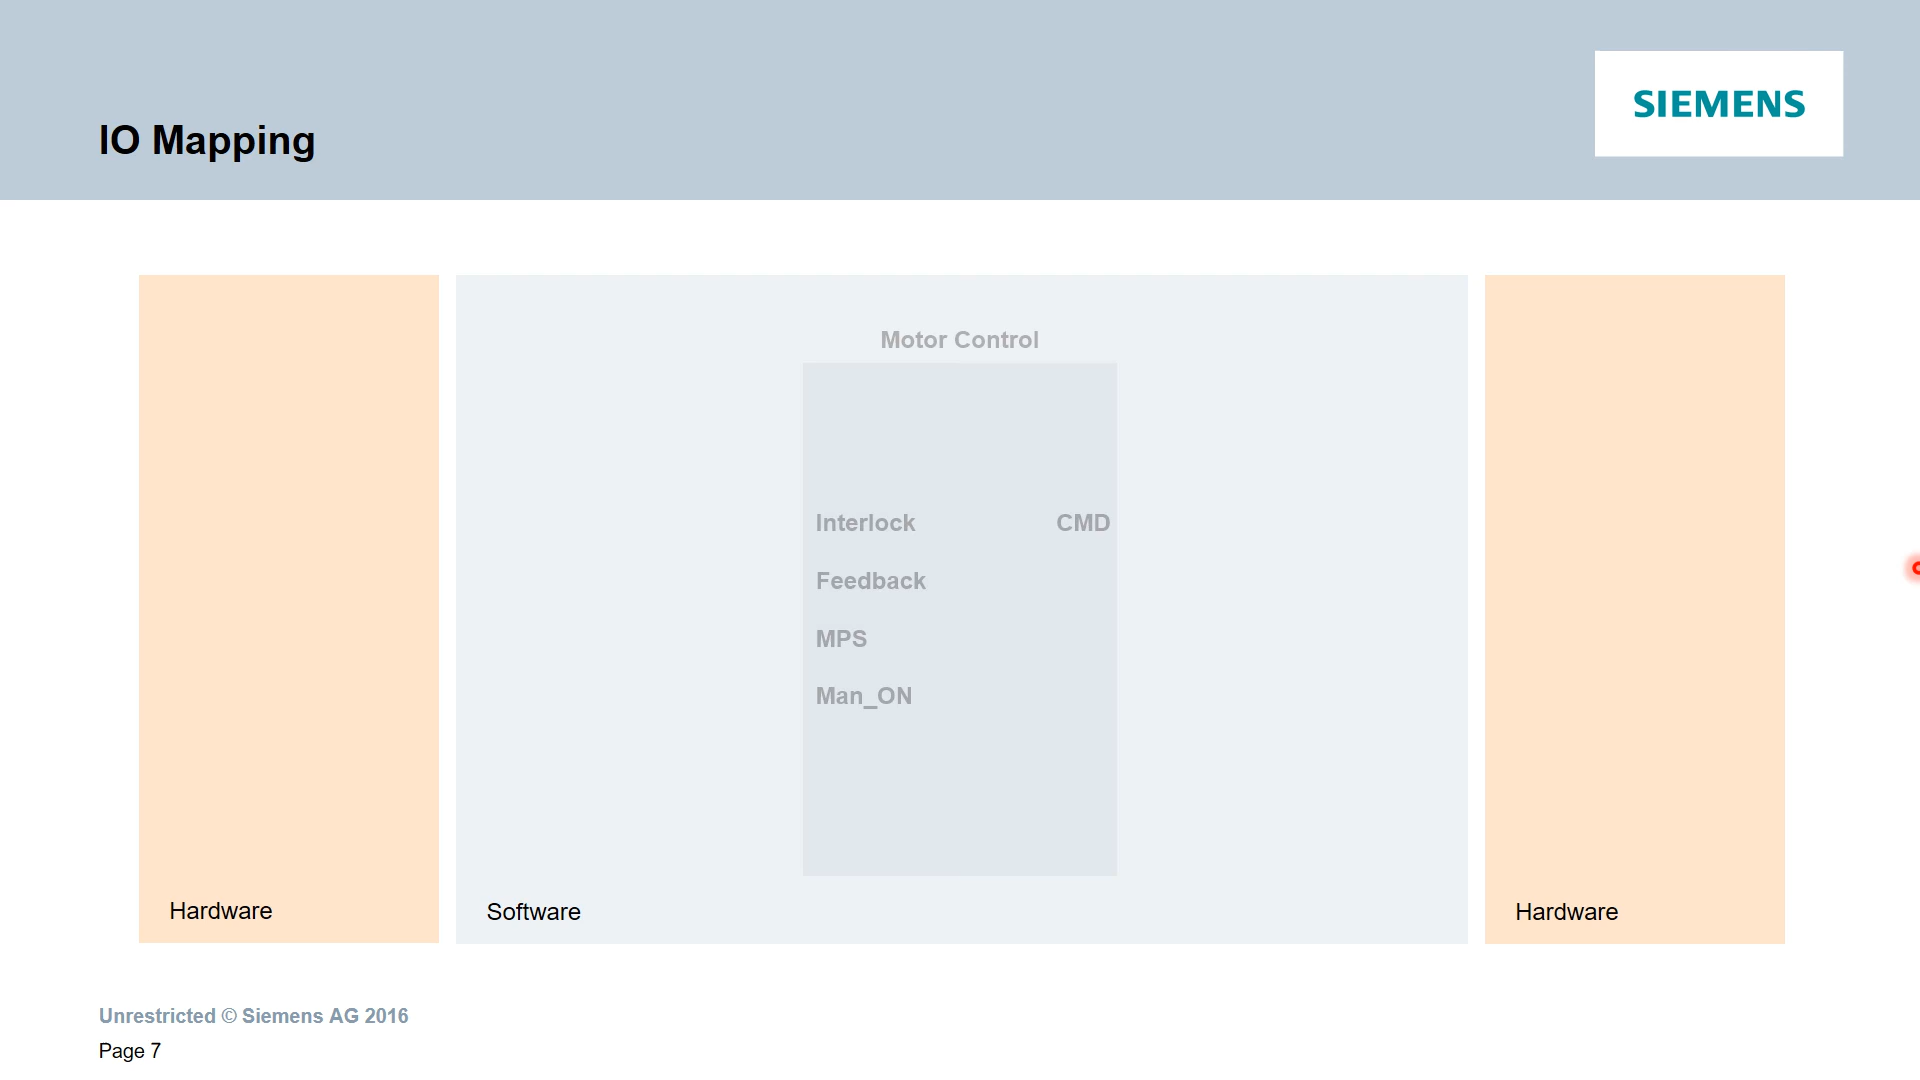 SIEMENS
IO Mapping
Motor Control
Interlock CMD
Feedback
MPS
Man_ON
Hardware
Software
Hardware
Unrestricted © Siemens AG 2016
Page 7